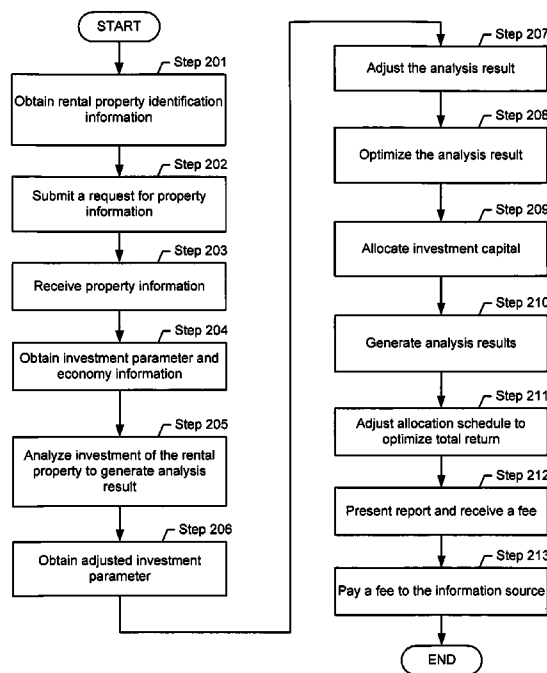 START
Step 201
Obtain rental property identification
information
Step 202
Submit a request for property
information
Step 203
Receive property information
Step 204
Obtain investment parameter and
economy information
Step 205
Analyze investment of the rental
property to generate analysis
result
Step 206
Obtain adjusted investment
parameter
Step 207
Adjust the analysis result
Step 208
Optimize the analysis result
Step 209
Allocate investment capital
Step 210
Generate analysis results
Step 211
Adjust allocation schedule to
optimize total return
Step 212
Present report and receive a fee
Step 213
Pay a fee to the information source
END